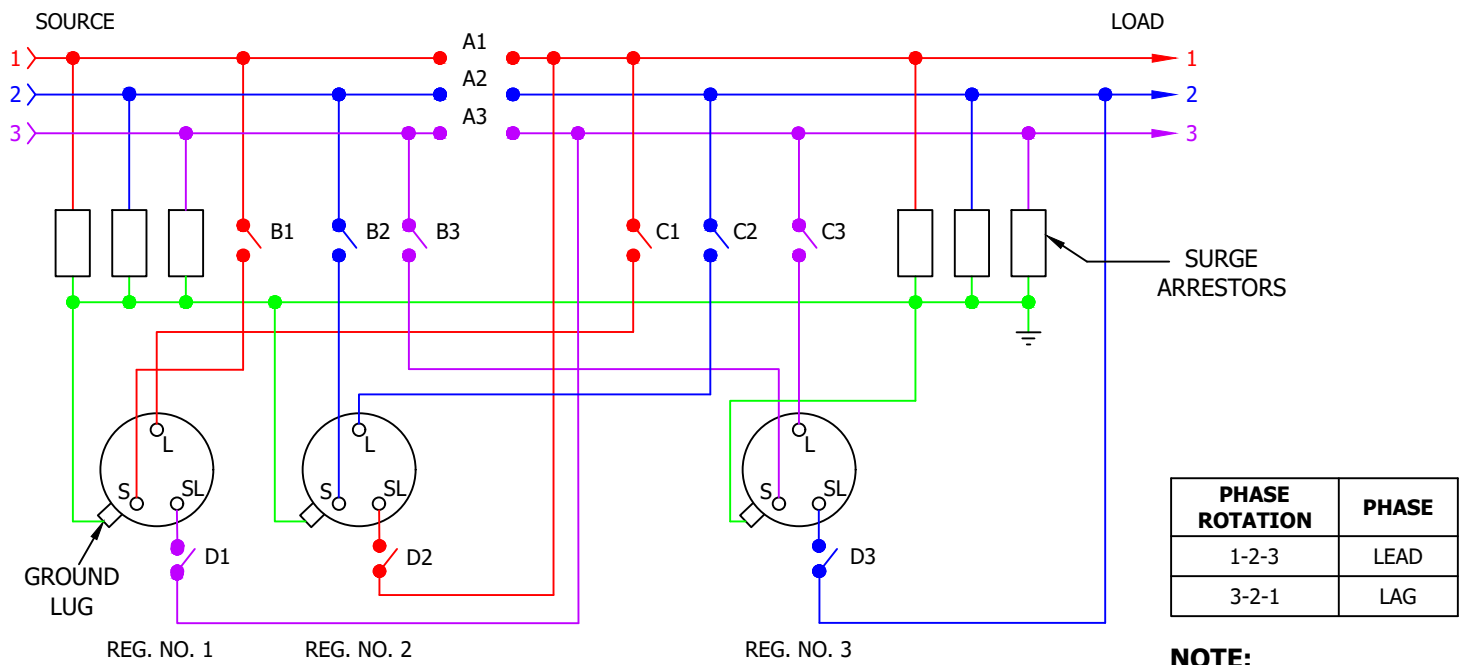 SOURCE
LOAD
A1
1
1
A2
2
2
A3
3
3
B1
B2
B3
C1
C2
C3
SURGE
ARRESTORS
L
L
L
S
SL
S
SL
S
SL
D1
D2
D3
GROUND
LUG
REG. NO. 1
REG. NO. 2
REG. NO. 3
PHASE
ROTATION
PHASE
1-2-3
LEAD
3-2-1
LAG
NOTE: